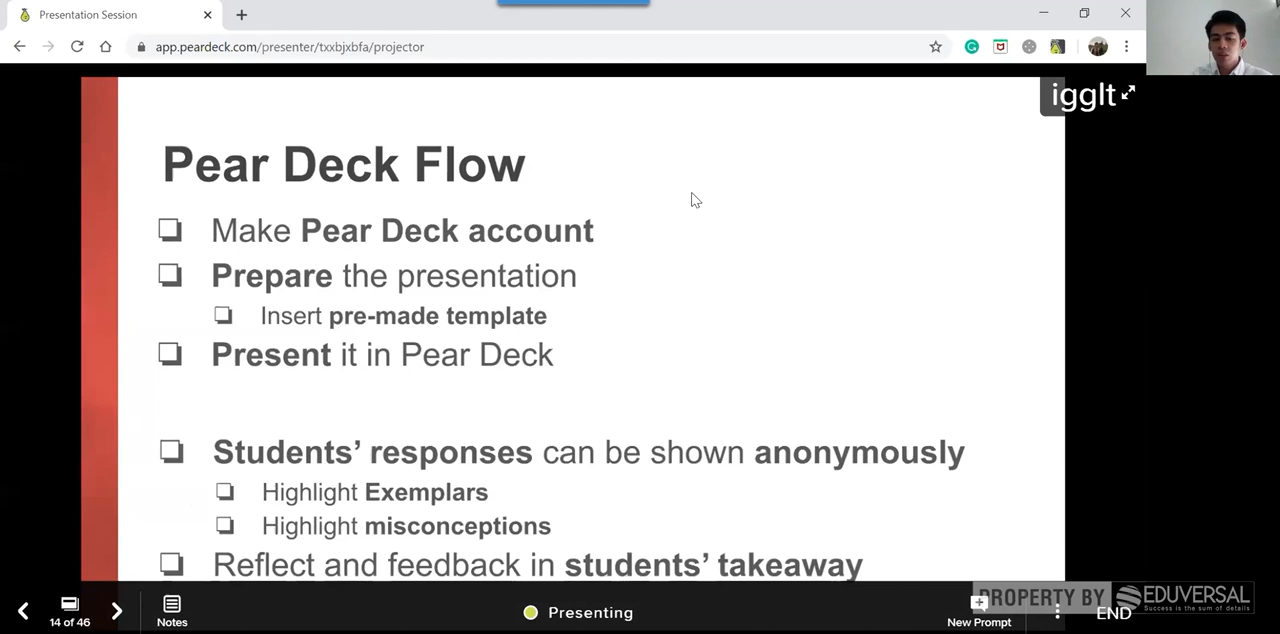 Presentation Session
app.peardeck.com/presenter/txxbjxbfa/projector
igglt
Pear Deck Flow
Make Pear Deck account
Prepare the presentation
Insert pre-made template
Present it in Pear Deck
Students’ responses can be shown anonymously
Highlight Exemplars
Highlight misconceptions
Reflect and feedback in students’ takeaway
14 of 46
Notes
Presenting
New Prompt
END
PROPERTY BY
EDUVERSAL
Success is the sum of details